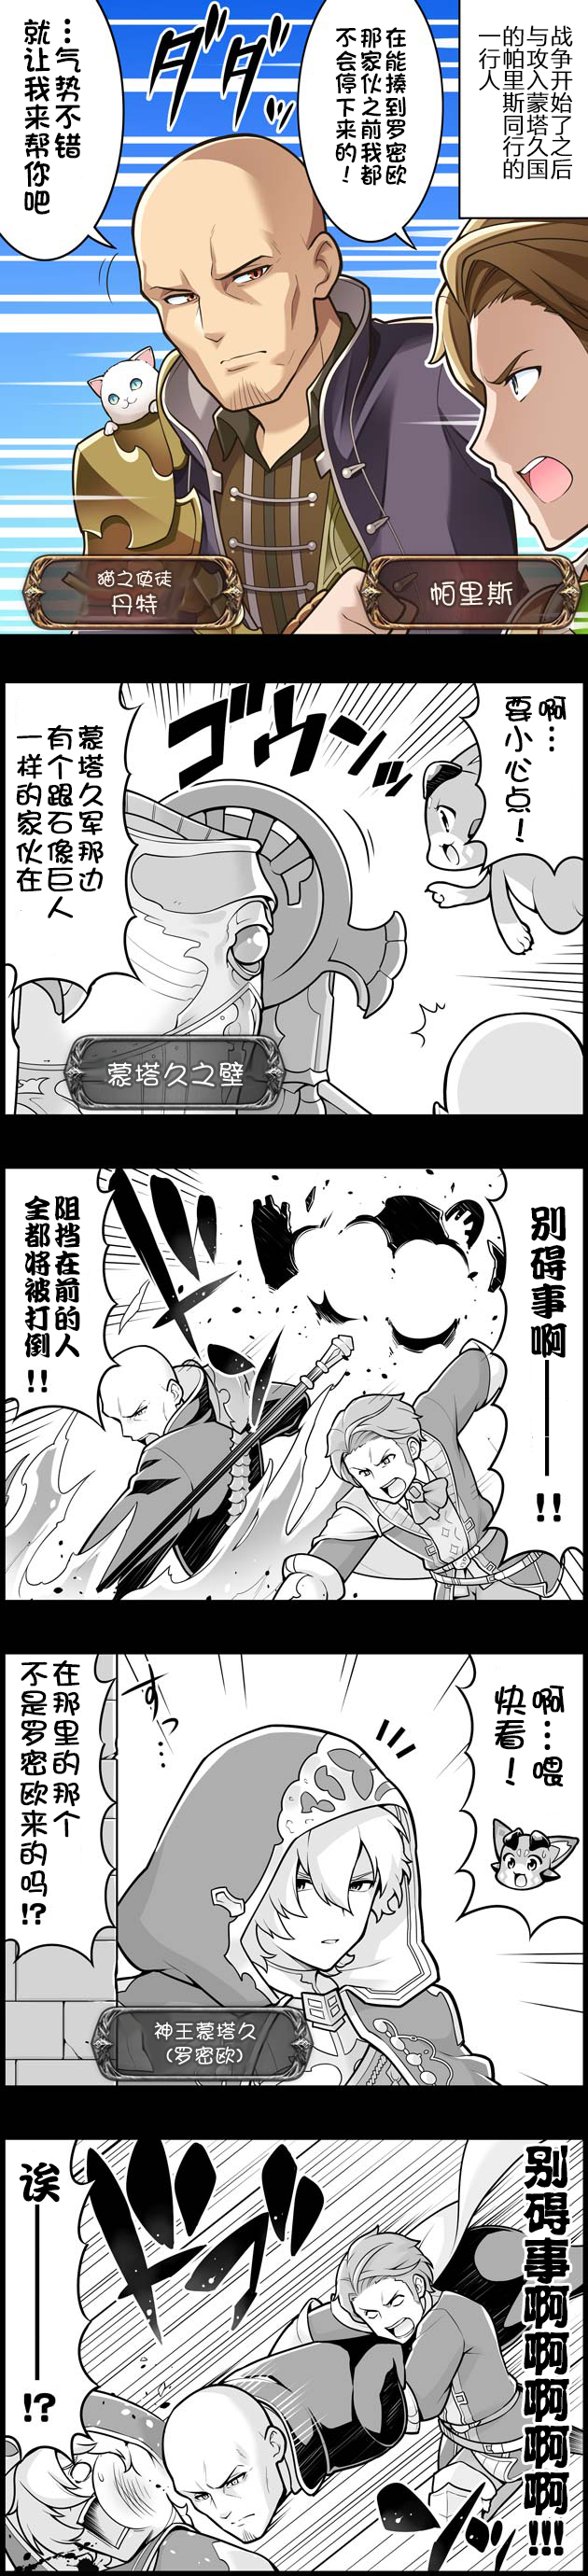 战争开始了之后
与攻入蒙塔久国
的帕里斯同行的
一行人
在能揍到罗密欧
那家伙之前我都
不会停下来的！
ダダッ
…气势不错
就让我来帮你吧
猫之使徒
丹特
帕里斯
啊…
要小心点！
ゴウンッ
蒙塔久军那边
有个跟石像巨人
一样的家伙在
蒙塔久之壁
别碍事啊——!!
ドドド
阻挡在前的人
全都将被打倒
!!
啊…喂
快看！
すっ…
在那里的那个
不是罗密欧来的吗!?
神王蒙塔久
(罗密欧)
别碍事啊啊啊啊啊!!!
ドドド
诶——!?